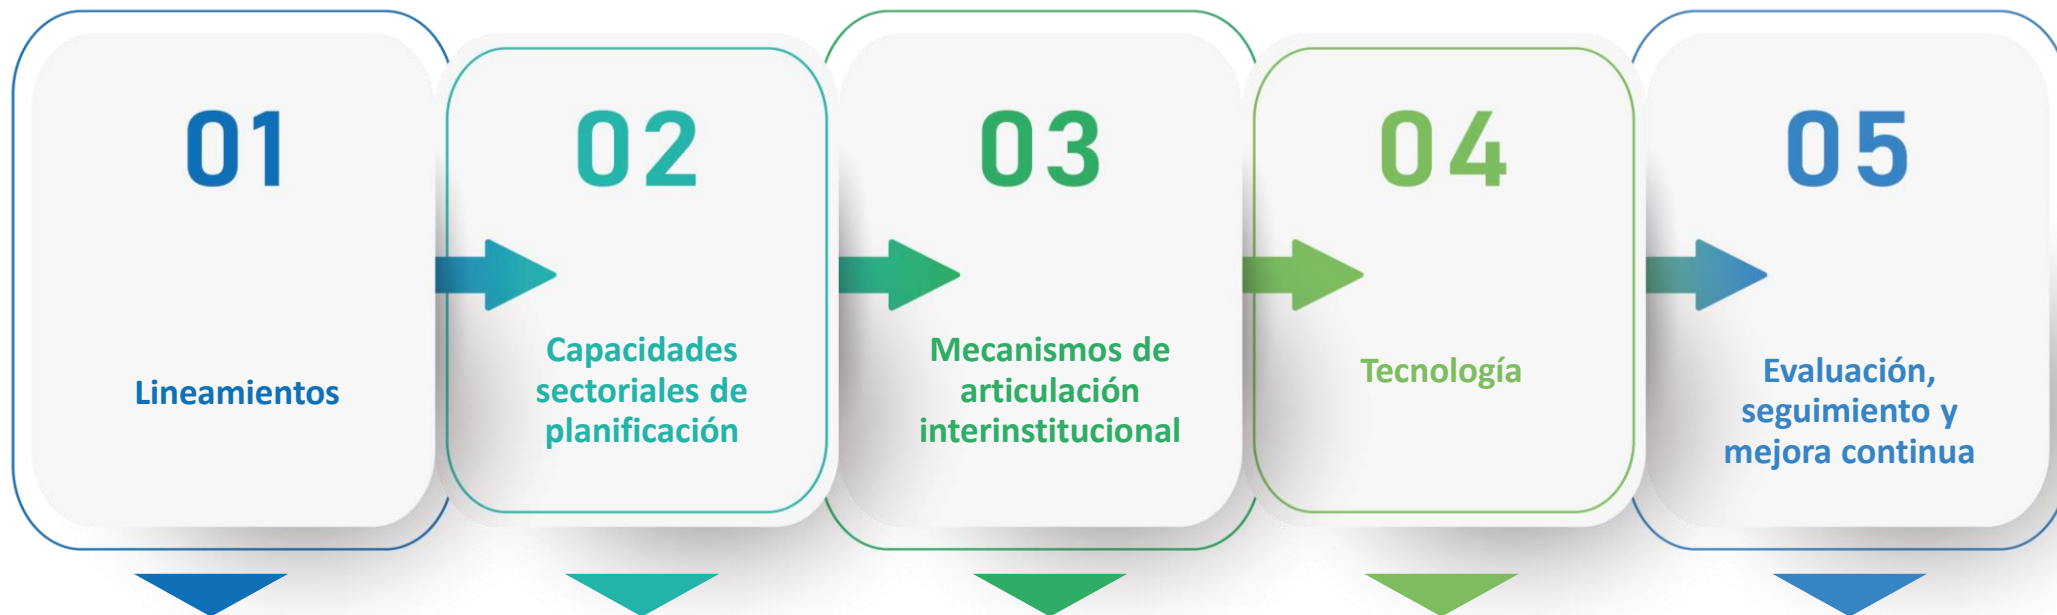 01
Lineamientos
02
Capacidades
sectoriales de
planificación
03
Mecanismos de
articulación
interinstitucional
04
Tecnología
05
Evaluación,
seguimiento y
mejora continua